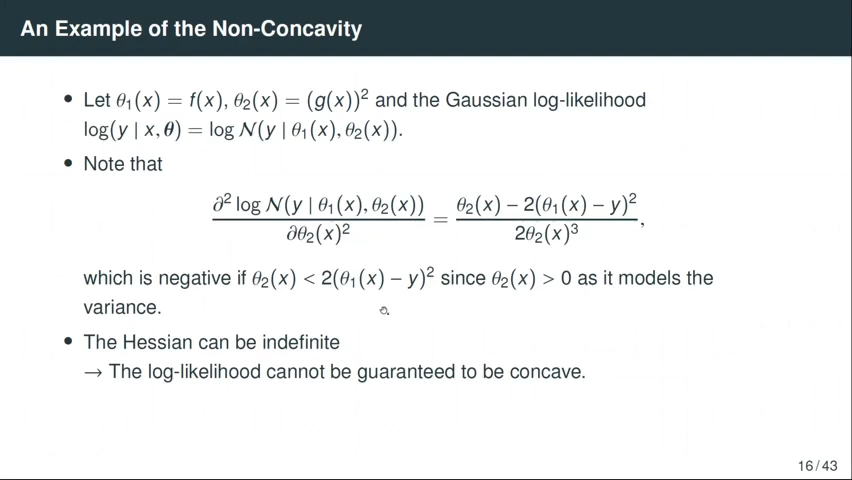 An Example of the Non-Concavity
• Let θ₁(x) = f(x), θ₂(x) = (g(x))² and the Gaussian log-likelihood
log(y | x, θ) = log N(y | θ₁(x), θ₂(x)).
• Note that
∂² log N(y | θ₁(x), θ₂(x)) / ∂θ₂(x)² = θ₂(x) − 2(θ₁(x) − y)² / 2θ₂(x)³,
which is negative if θ₂(x) < 2(θ₁(x) − y)² since θ₂(x) > 0 as it models the
variance.
• The Hessian can be indefinite
→ The log-likelihood cannot be guaranteed to be concave.
16 / 43